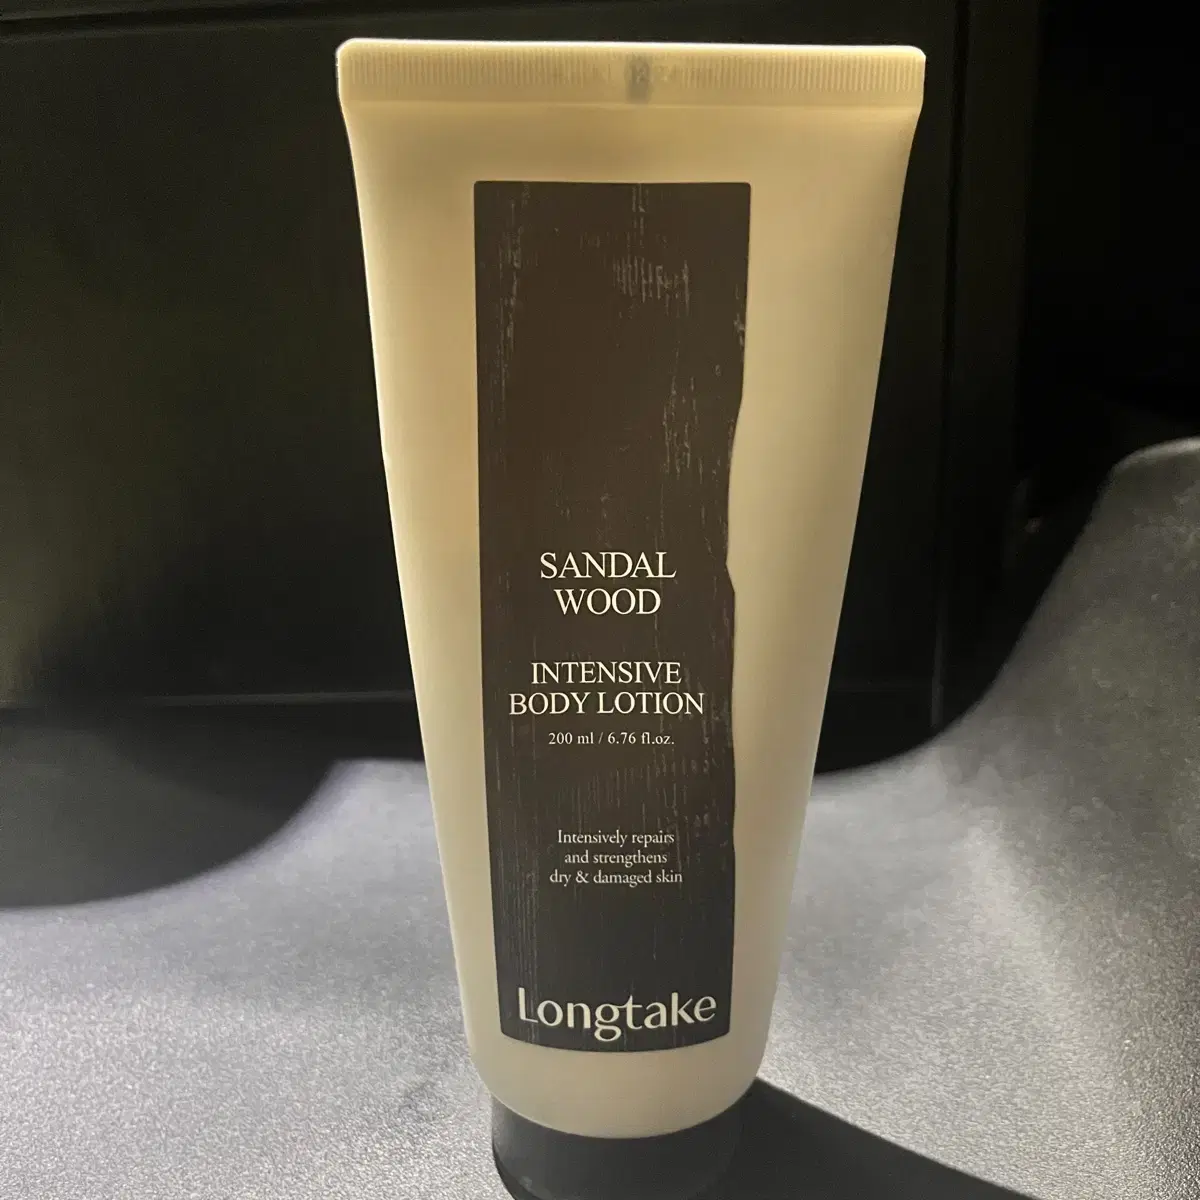 SANDAL
WOOD
INTENSIVE
BODY LOTION
200 ml / 6.76 fl.oz.
Intensively repairs
and strengthens
dry & damaged skin
Longtake